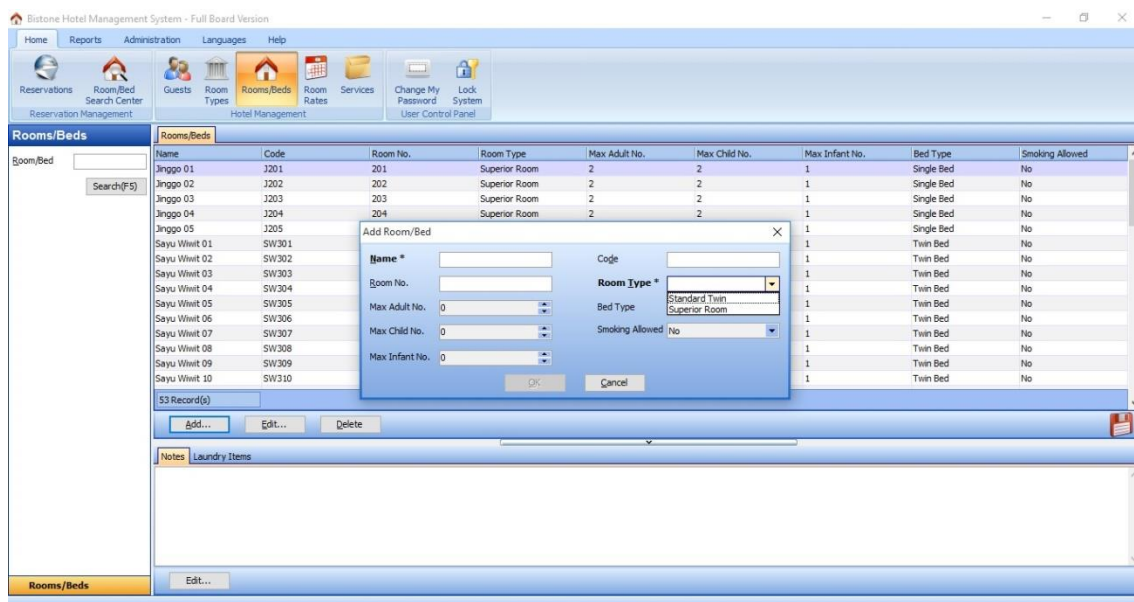 Bistone Hotel Management System - Full Board Version
Home Reports Administration Languages Help
Reservations Room/Bed Search Center Guests Room Types Rooms/Beds Room Rates Services Change My Password Lock System
Reservation Management Hotel Management User Control Panel
Rooms/Beds
Room/Bed
Search(F5)
Rooms/Beds
Name Code Room No. Room Type Max Adult No. Max Child No. Max Infant No. Bed Type Smoking Allowed
Jinggo 01 J201 201 Superior Room 2 2 1 Single Bed No
Jinggo 02 J202 202 Superior Room 2 2 1 Single Bed No
Jinggo 03 J203 203 Superior Room 2 2 1 Single Bed No
Jinggo 04 J204 204 Superior Room 2 2 1 Single Bed No
Jinggo 05 J205 1 Single Bed No
Sayu Wiwit 01 SW301 1 Twin Bed No
Sayu Wiwit 02 SW302 1 Twin Bed No
Sayu Wiwit 03 SW303 1 Twin Bed No
Sayu Wiwit 04 SW304 1 Twin Bed No
Sayu Wiwit 05 SW305 1 Twin Bed No
Sayu Wiwit 06 SW306 1 Twin Bed No
Sayu Wiwit 07 SW307 1 Twin Bed No
Sayu Wiwit 08 SW308 1 Twin Bed No
Sayu Wiwit 09 SW309 1 Twin Bed No
Sayu Wiwit 10 SW310 1 Twin Bed No
53 Record(s)
Add Room/Bed
Name * Code
Room No. Room Type *
Standard Twin
Superior Room
Max Adult No. 0 Bed Type
Max Child No. 0 Smoking Allowed No
Max Infant No. 0
OK Cancel
Add... Edit... Delete
Notes Laundry Items
Edit...
Rooms/Beds